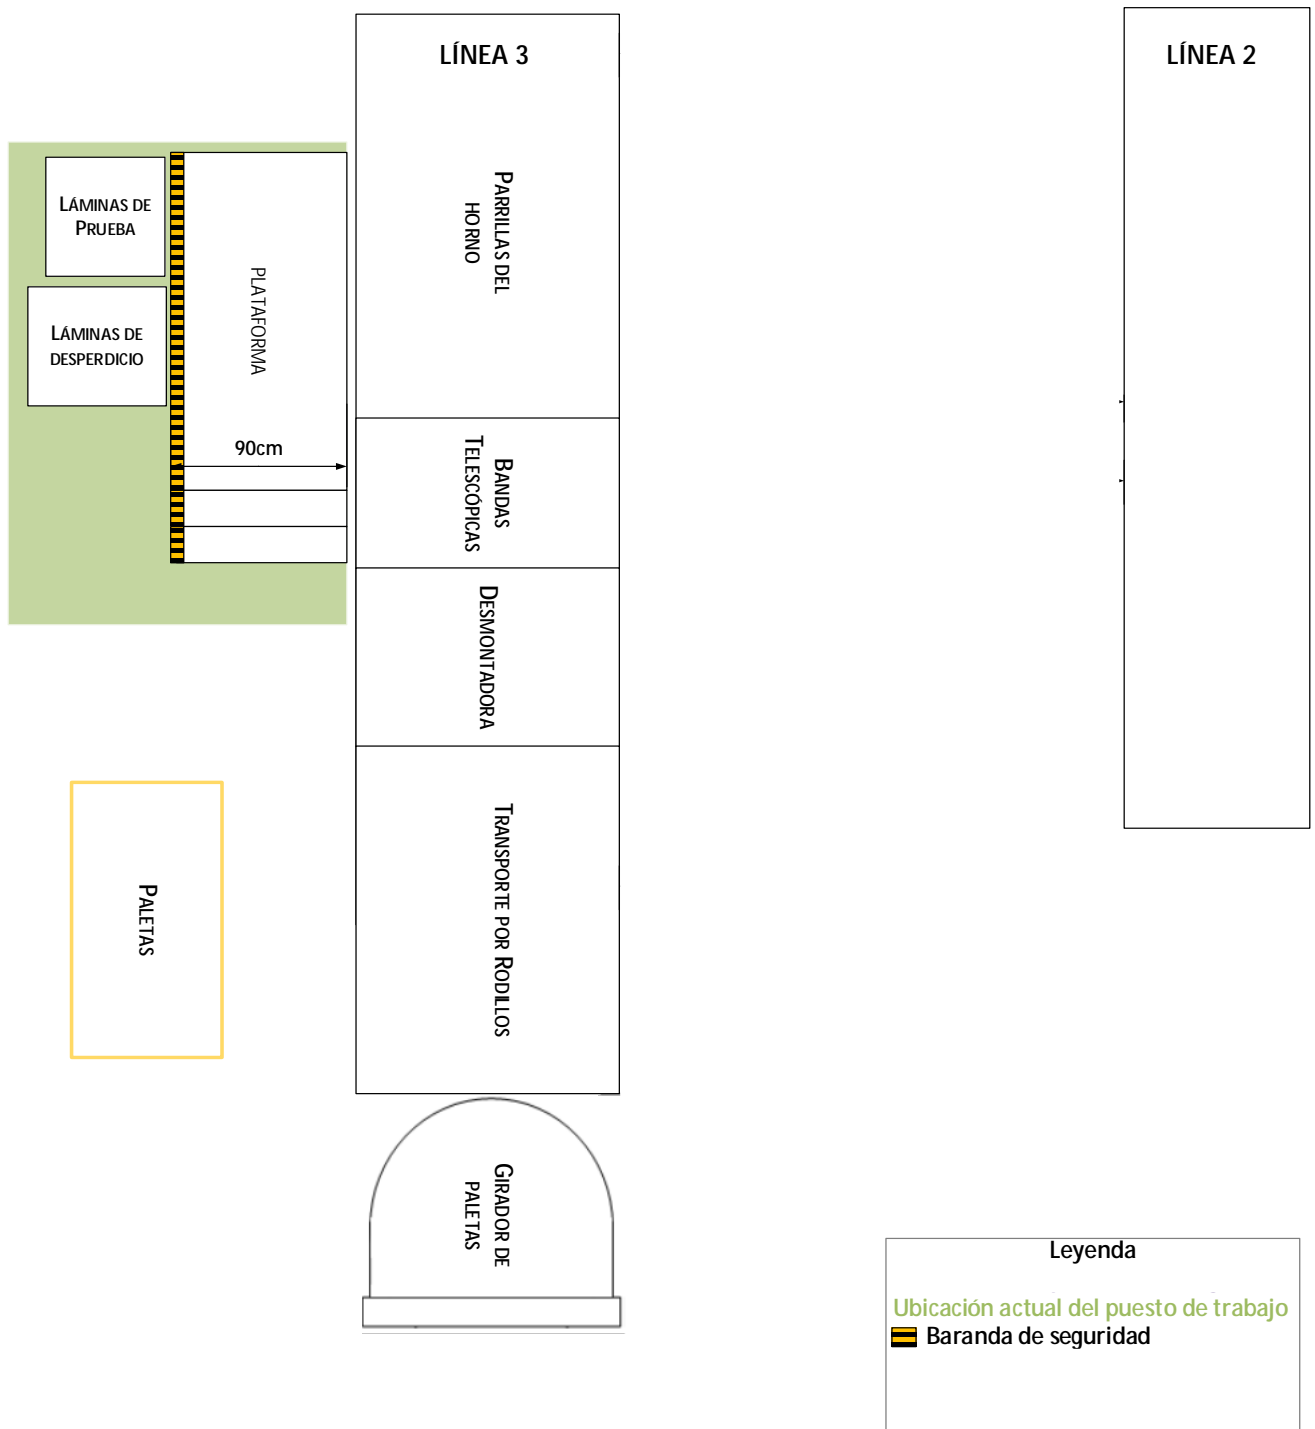 LÍNEA 3
LÍNEA 2
PARRILLAS DEL
HORNO
LÁMINAS DE
PRUEBA
PLATAFORMA
LÁMINAS DE
DESPERDICIO
90cm
BANDAS
TELESCÓPICAS
DESMONTADORA
TRANSPORTE POR RODILLOS
PALETAS
GIRADOR DE
PALETAS
Leyenda
Ubicación actual del puesto de trabajo
Baranda de seguridad